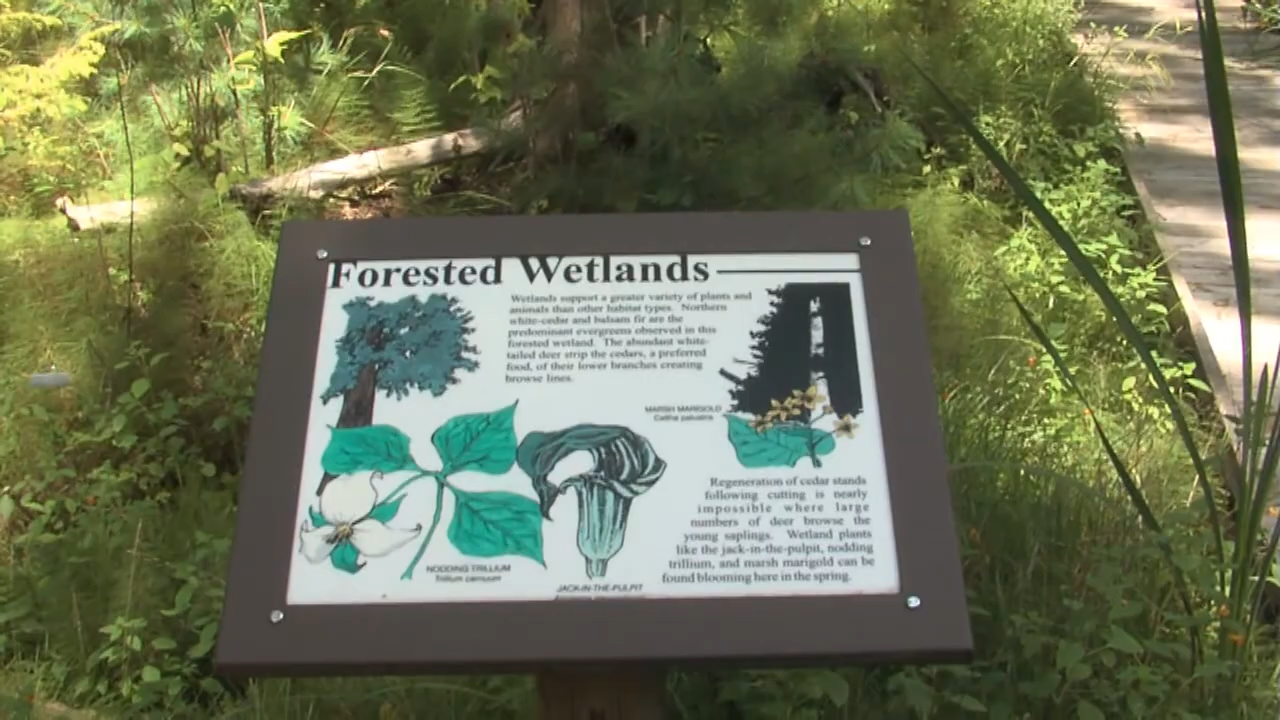 Forested Wetlands
Wetlands support a greater variety of plants and
animals than other habitat types. Northern
white-cedar and balsam fir are the
predominant evergreens observed in this
forested wetland. The abundant white-
tailed deer strip the cedars, a preferred
food, of their lower branches creating
browse lines.
MARSH MARIGOLD
Caltha palustris
Regeneration of cedar stands
following cutting is nearly
impossible where large
numbers of deer browse the
young saplings. Wetland plants
like the jack-in-the-pulpit, nodding
trillium, and marsh marigold can be
found blooming here in the spring.
NODDING TRILLIUM
Trillium cernuum
JACK-IN-THE-PULPIT